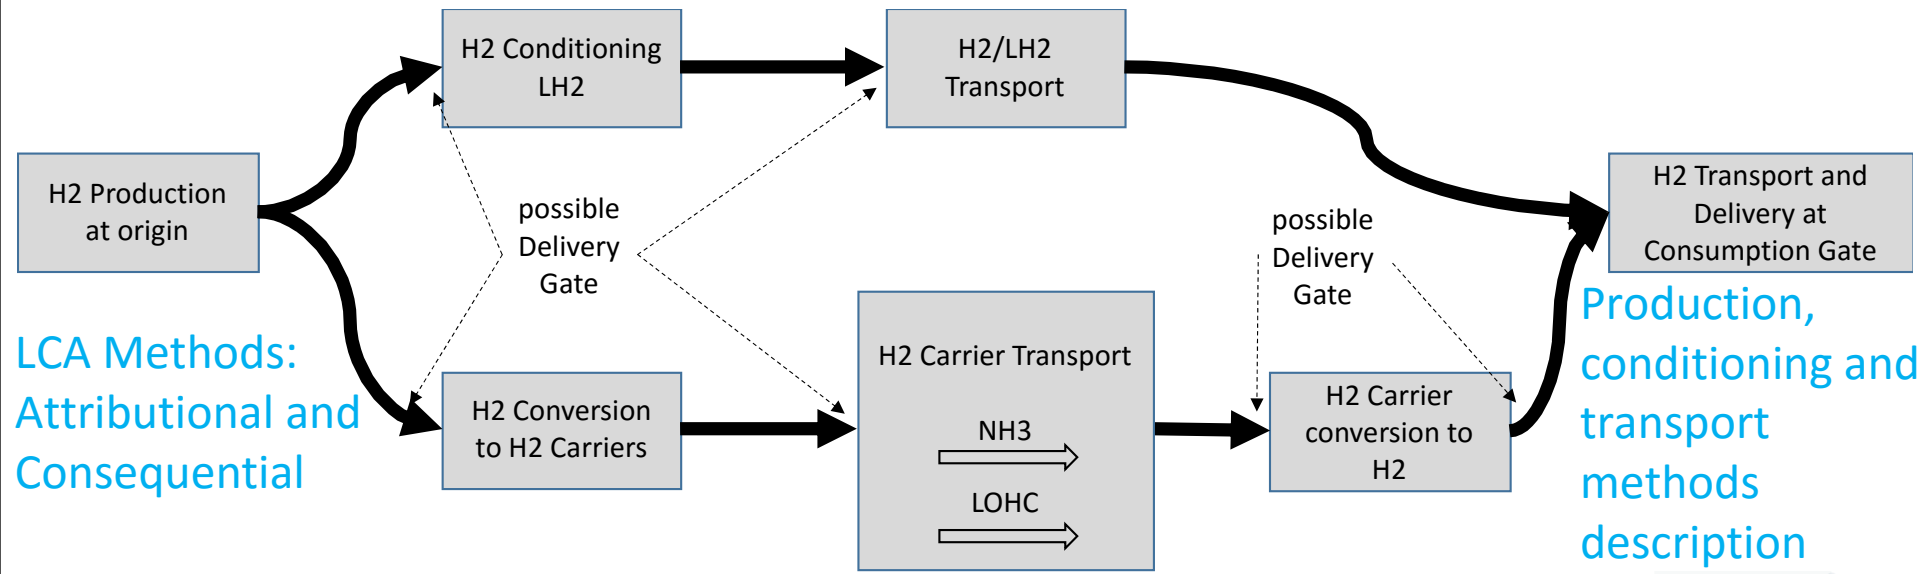 H2 Conditioning
LH2
H2/LH2
Transport
H2 Production
at origin
possible
Delivery
Gate
possible
Delivery
Gate
H2 Transport and
Delivery at
Consumption Gate
LCA Methods:
Attributional and
Consequential
H2 Conversion
to H2 Carriers
H2 Carrier Transport
NH3
LOHC
H2 Carrier
conversion to
H2
Production,
conditioning and
transport
methods
description